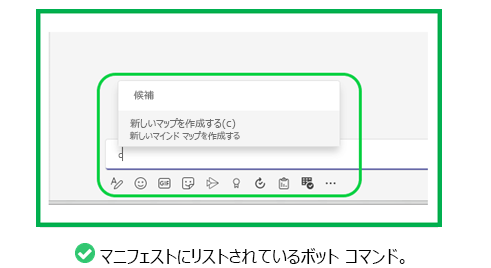 候補
新しいマップを作成する(c)
新しいマインド マップを作成する
c
GIF
マニフェストにリストされているボット コマンド。